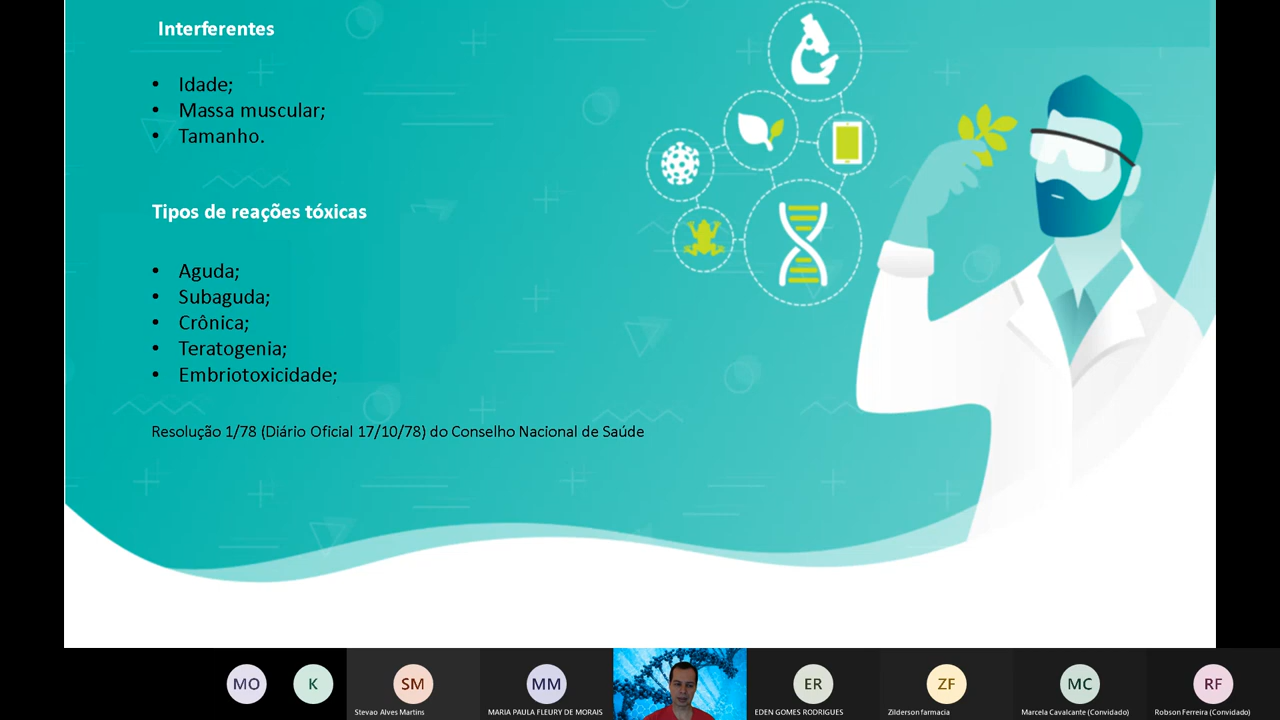 Interferentes
• Idade;
• Massa muscular;
• Tamanho.
Tipos de reações tóxicas
• Aguda;
• Subaguda;
• Crônica;
• Teratogenia;
• Embriotoxicidade;
Resolução 1/78 (Diário Oficial 17/10/78) do Conselho Nacional de Saúde
MO
K
SM
Stevao Alves Martins
MM
MARIA PAULA FLEURY DE MORAIS
ER
EDEN GOMES RODRIGUES
ZF
Zilderson farmacia
MC
Marcela Cavalcante (Convidado)
RF
Robson Ferreira (Convidado)